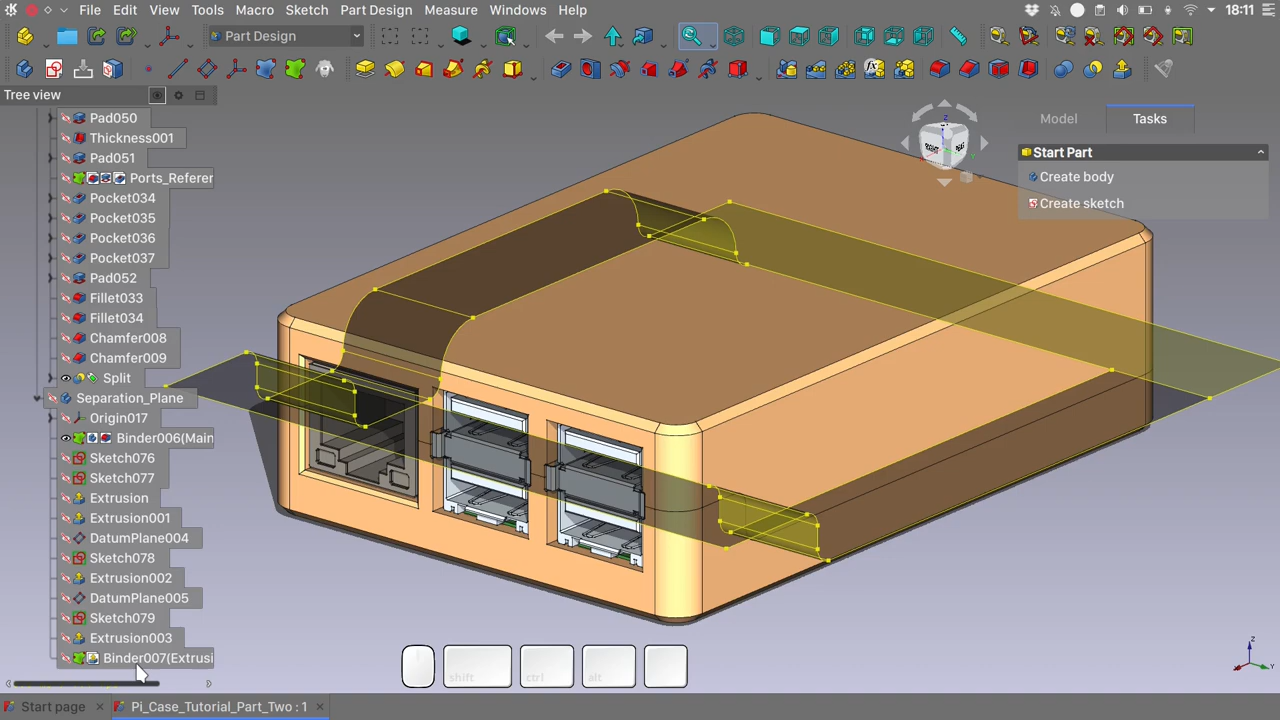 File Edit View Tools Macro Sketch Part Design Measure Windows Help 18:11
Part Design
Tree view
Model Tasks
Start Part
Create body
Create sketch
Pad050
Thickness001
Pad051
Ports_Referer
Pocket034
Pocket035
Pocket036
Pocket037
Pad052
Fillet033
Fillet034
Chamfer008
Chamfer009
Split
Separation_Plane
Origin017
Binder006(Main
Sketch076
Sketch077
Extrusion
Extrusion001
DatumPlane004
Sketch078
Extrusion002
DatumPlane005
Sketch079
Extrusion003
Binder007(Extrusi
shift ctrl alt
Start page Pi_Case_Tutorial_Part_Two : 1